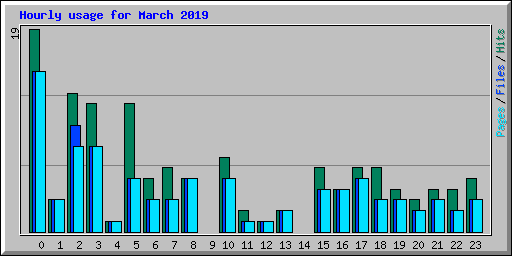 Hourly usage for March 2019
19
Pages/Files/Hits
0 1 2 3 4 5 6 7 8 9 10 11 12 13 14 15 16 17 18 19 20 21 22 23